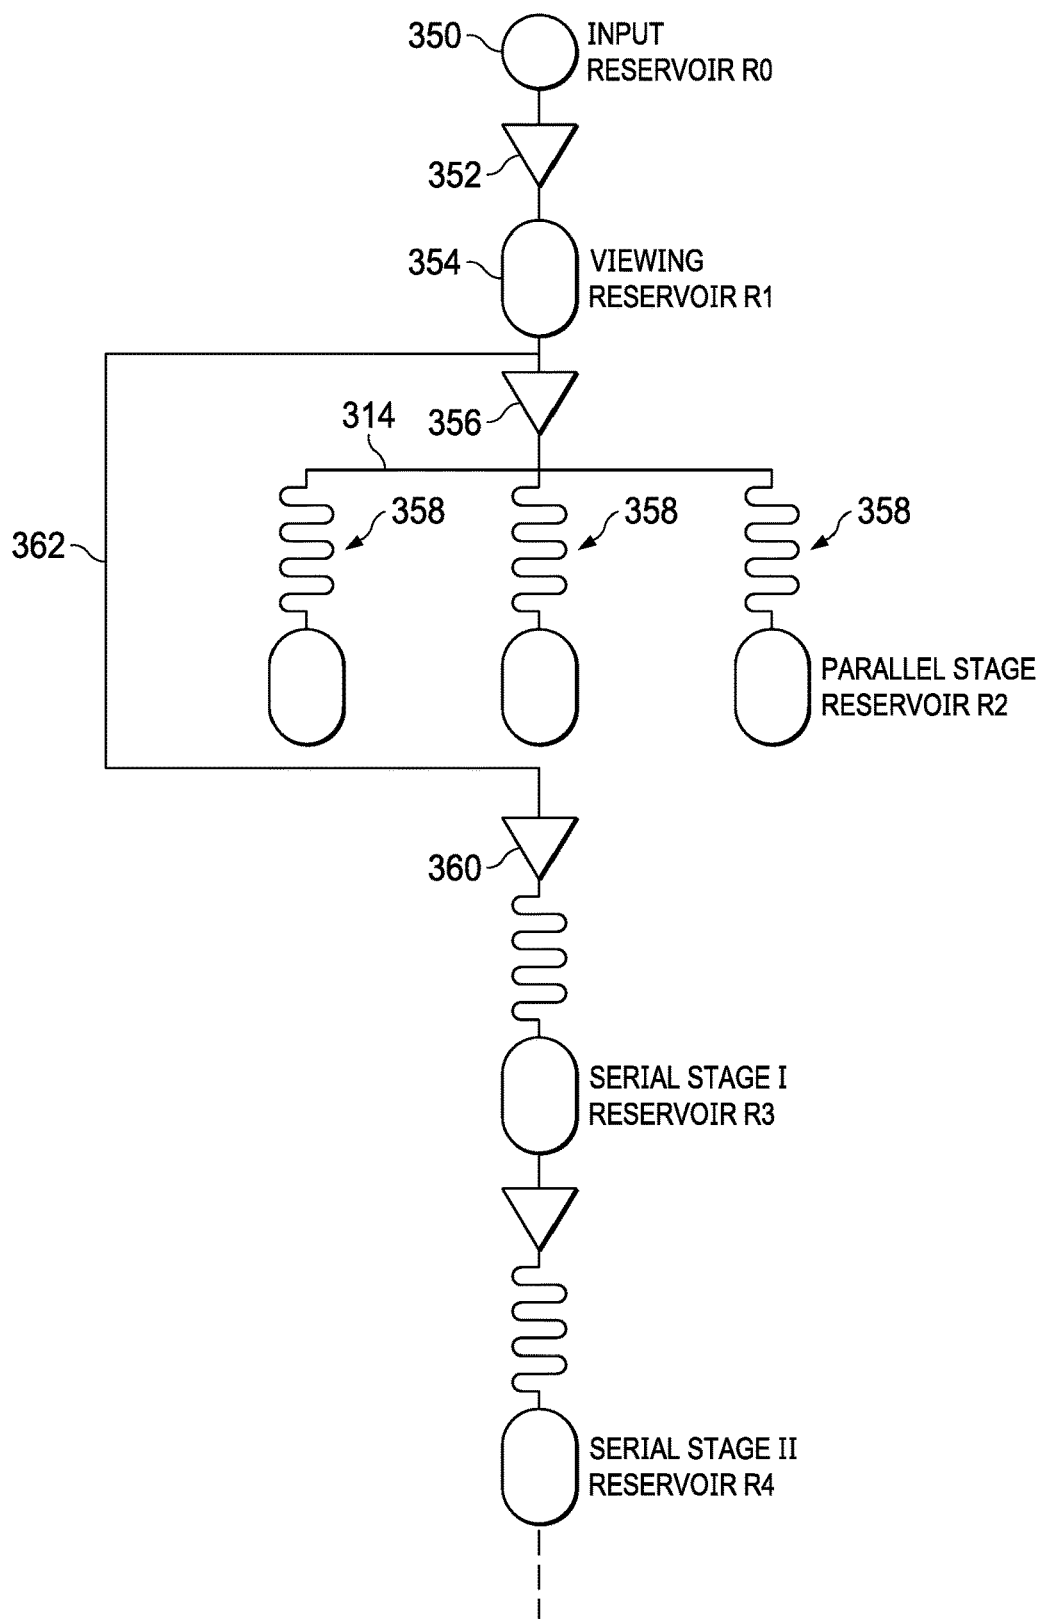 350
INPUT
RESERVOIR R0
352
354
VIEWING
RESERVOIR R1
356
314
358
358
358
362
PARALLEL STAGE
RESERVOIR R2
360
SERIAL STAGE I
RESERVOIR R3
SERIAL STAGE II
RESERVOIR R4